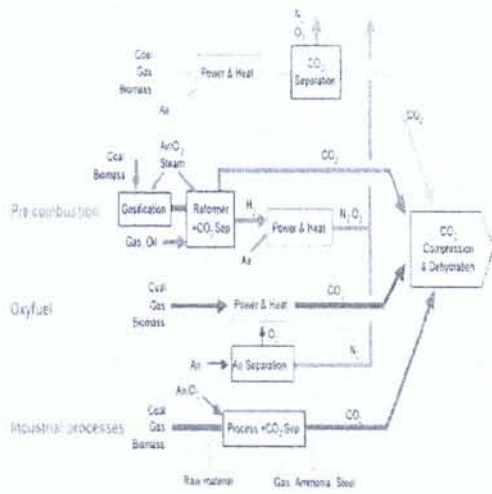 N
O2
Coal
Gas
Biomass
Power & Heat
CO2
Separation
Air
CO2
Coal
Biomass
Air/O2
Steam
CO2
Pre combustion
Gasification
Reformer
+CO2 Sep
H2
N2 O2
Gas, Oil
Power & Heat
Air
CO2
Compression
& Dehydration
Oxyfuel
Coal
Gas
Biomass
Power & Heat
CO2
O2
Air
Air Separation
N
Air/O2
Industrial processes
Coal
Gas
Biomass
Process +CO2 Sep
CO2
Raw material
Gas, Ammonia Steel